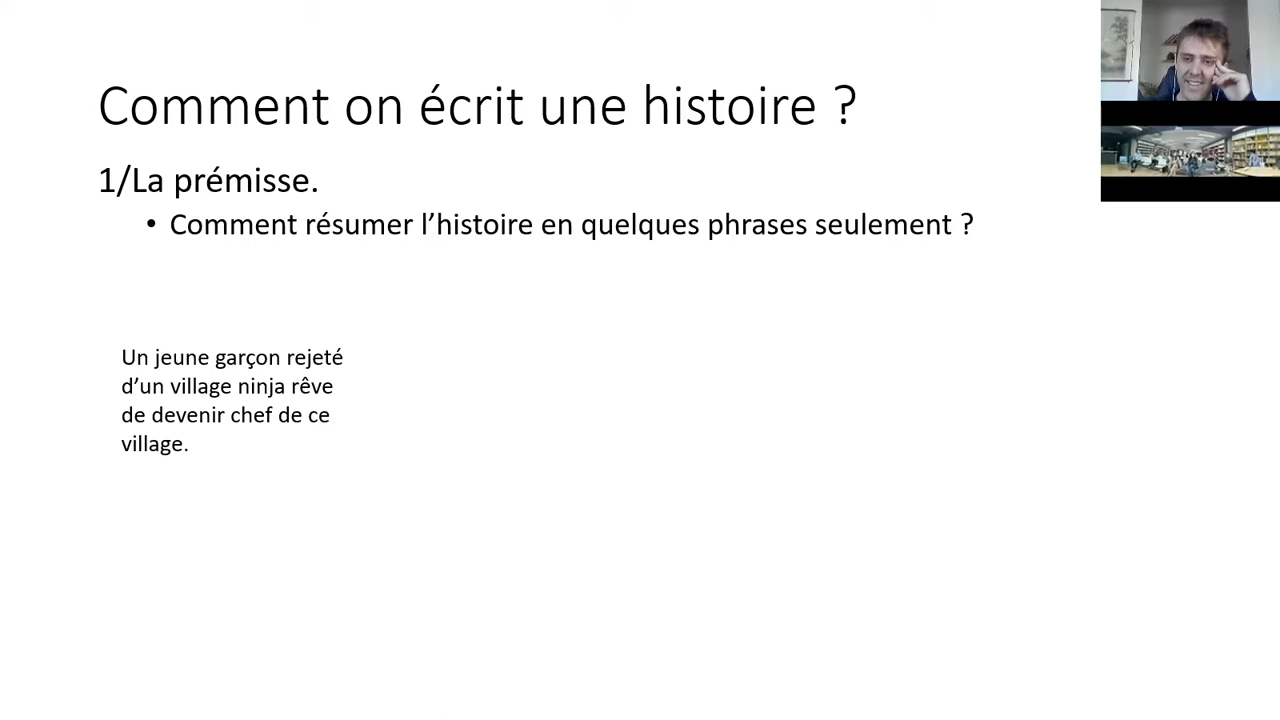 Comment on écrit une histoire ?
1/La prémisse.
• Comment résumer l’histoire en quelques phrases seulement ?
Un jeune garçon rejeté
d’un village ninja rêve
de devenir chef de ce
village.